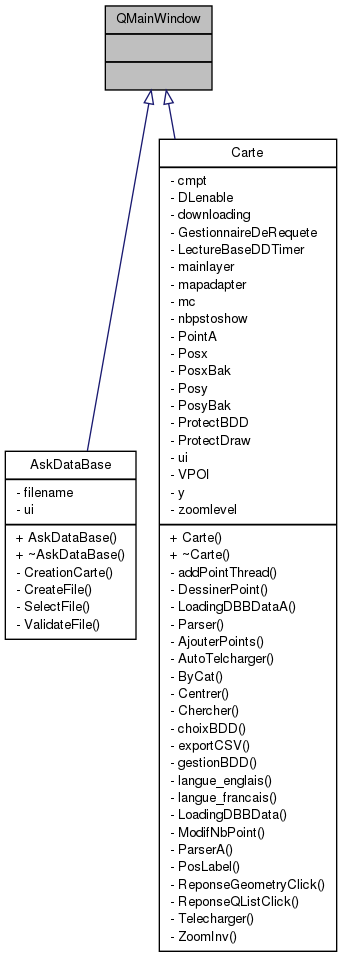 QMainWindow
Carte
- cmpt
- DLenable
- downloading
- GestionnaireDeRequete
- LectureBaseDDTimer
- mainlayer
- mapadapter
- mc
- nbpstoshow
- PointA
- Posx
- PosxBak
- Posy
- PosyBak
- ProtectBDD
- ProtectDraw
- ui
- VPOI
- y
- zoomlevel
+ Carte()
+ ~Carte()
- addPointThread()
- DessinerPoint()
- LoadingDBBDataA()
- Parser()
- AjouterPoints()
- AutoTelcharger()
- ByCat()
- Centrer()
- Chercher()
- choixBDD()
- exportCSV()
- gestionBDD()
- langue_englais()
- langue_francais()
- LoadingDBBData()
- ModifNbPoint()
- ParserA()
- PosLabel()
- ReponseGeometryClick()
- ReponseQListClick()
- Telecharger()
- ZoomInv()
AskDataBase
- filename
- ui
+ AskDataBase()
+ ~AskDataBase()
- CreationCarte()
- CreateFile()
- SelectFile()
- ValidateFile()